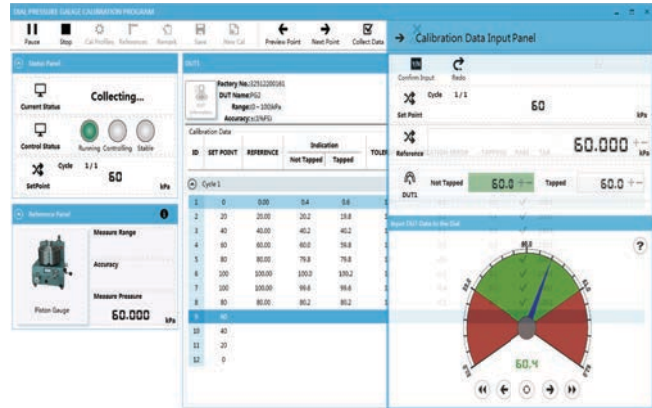 DIAL PRESSURE GAUGE CALIBRATION PROGRAM
Pause Stop Cal Profiles References Remark Save New Cal Preview Point Next Point Collect Data
Status Panel
Current Status Collecting...
Control Status Running Controlling Stable
Cycle 1/1
SetPoint 60 kPa
Reference Panel
Measure Range
Accuracy
Piston Gauge
Measure Pressure
60.000 kPa
DUT1
Factory No.:32912200161
DUT Name:PG2
Range:(0~100)kPa
Accuracy:±(1%FS)
Calibration Data
ID SET POINT REFERENCE Indication
Not Tapped Tapped
Cycle 1
1 0 0.00 0.4 0.6
2 20 20.00 20.2 19.8
3 40 40.00 40.2 40.2
4 60 60.00 60.0 59.8
5 80 80.00 79.8 79.8
6 100 100.00 100.0 100.2
7 100 100.00 99.6 99.6
8 80 80.00 80.2 80.2
9 60
10 40
11 20
12 0
Calibration Data Input Panel
Confirm Input Redo
Cycle 1/1
Set Point 60 kPa
Reference 60.000 kPa
DUT1 Not Tapped 60.0 Tapped 60.0
Input DUT Data to the Dial
?
60.4